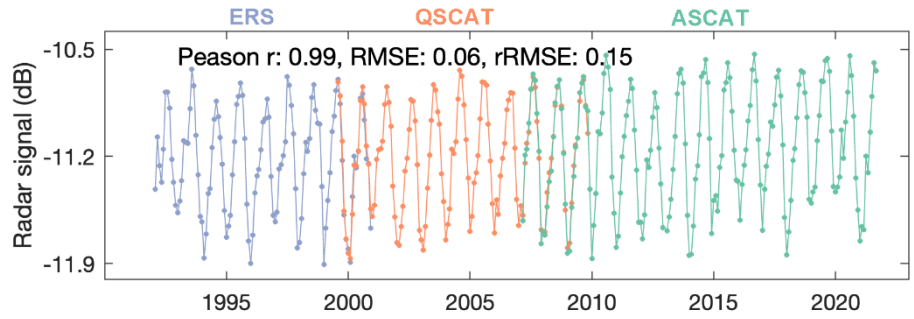 ERS QSCAT ASCAT
Peason r: 0.99, RMSE: 0.06, rRMSE: 0.15
Radar signal (dB)
-10.5
-11.2
-11.9
1995 2000 2005 2010 2015 2020